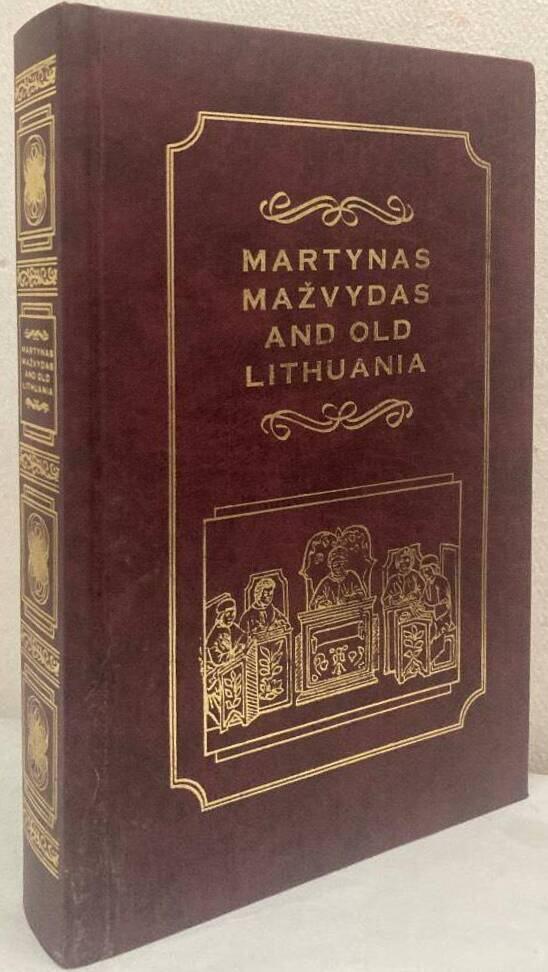 MARTYNAS
MAŽVYDAS
AND OLD
LITHUANIA
MARTYNAS
MAŽVYDAS
AND OLD
LITHUANIA